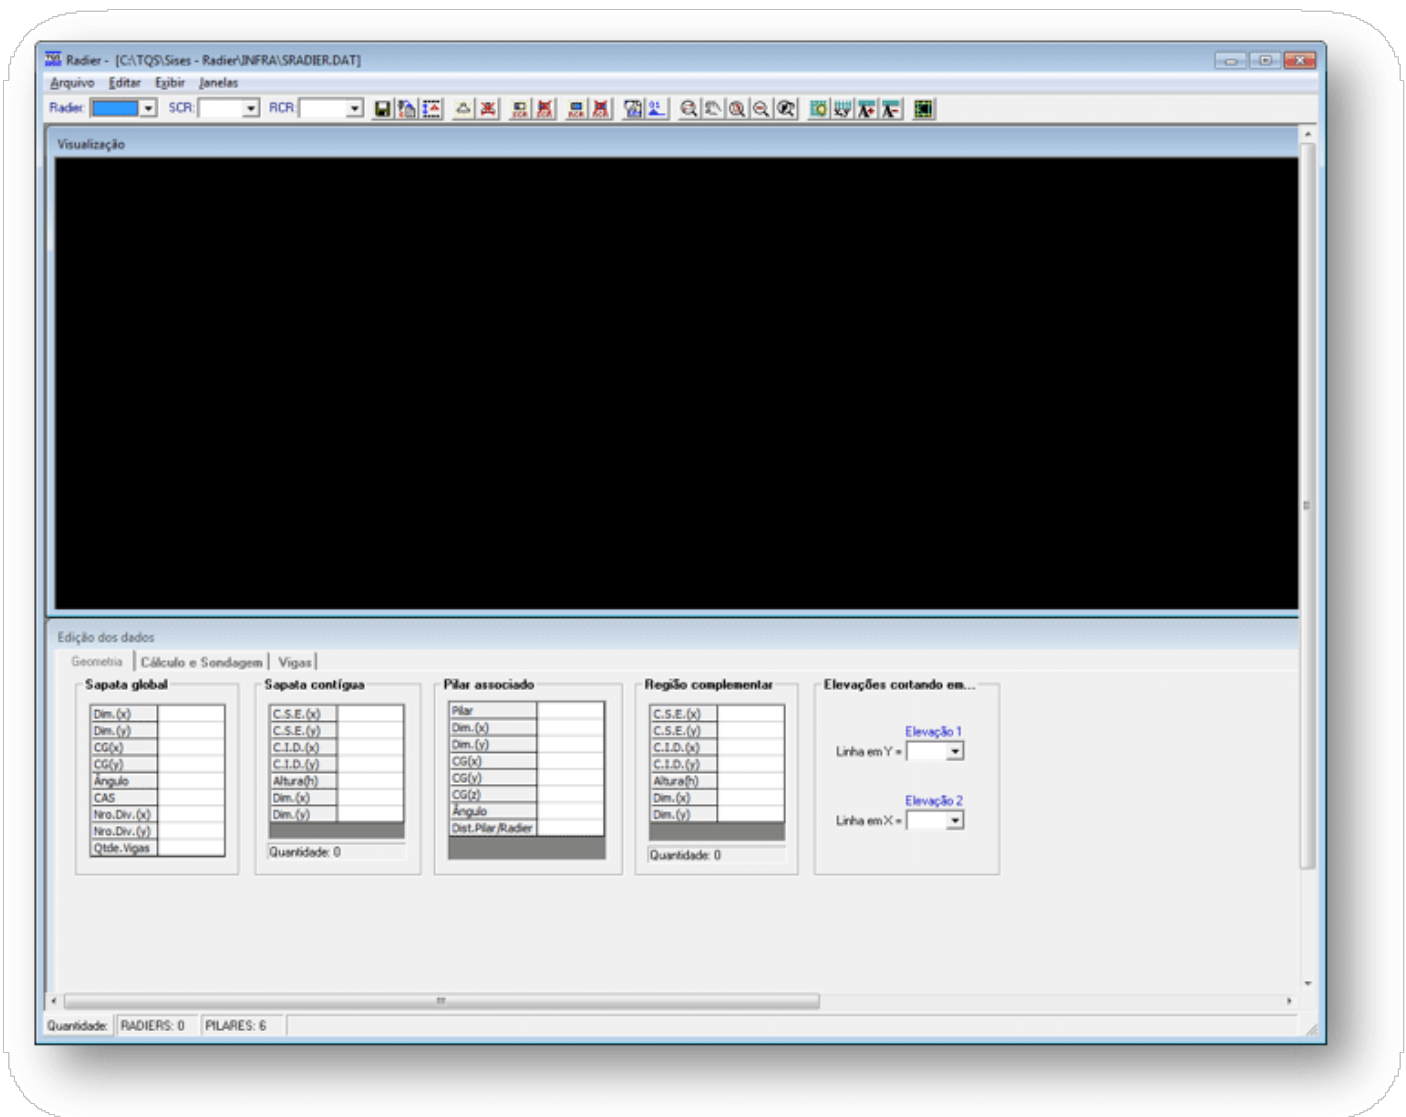 Radier - [C:\TQS\Sises - Radier\INFRA\SRADIER.DAT]
Arquivo Editar Exibir Janelas
Radier: SCR: RCR:
Visualização
Edição dos dados
Geometria Cálculo e Sondagem Vigas
Sapata global
Dim.(x)
Dim.(y)
CG(x)
CG(y)
Ângulo
CAS
Nro.Div.(x)
Nro.Div.(y)
Qtde.Vigas
Sapata contígua
C.S.E.(x)
C.S.E.(y)
C.I.D.(x)
C.I.D.(y)
Altura(h)
Dim.(x)
Dim.(y)
Quantidade: 0
Pilar associado
Pilar
Dim.(x)
Dim.(y)
CG(x)
CG(y)
CG(z)
Ângulo
Dist.Pilar/Radier
Região complementar
C.S.E.(x)
C.S.E.(y)
C.I.D.(x)
C.I.D.(y)
Altura(h)
Dim.(x)
Dim.(y)
Quantidade: 0
Elevações cortando em...
Elevação 1
Linha em Y =
Elevação 2
Linha em X =
Quantidade: RADIERS: 0 PILARES: 6